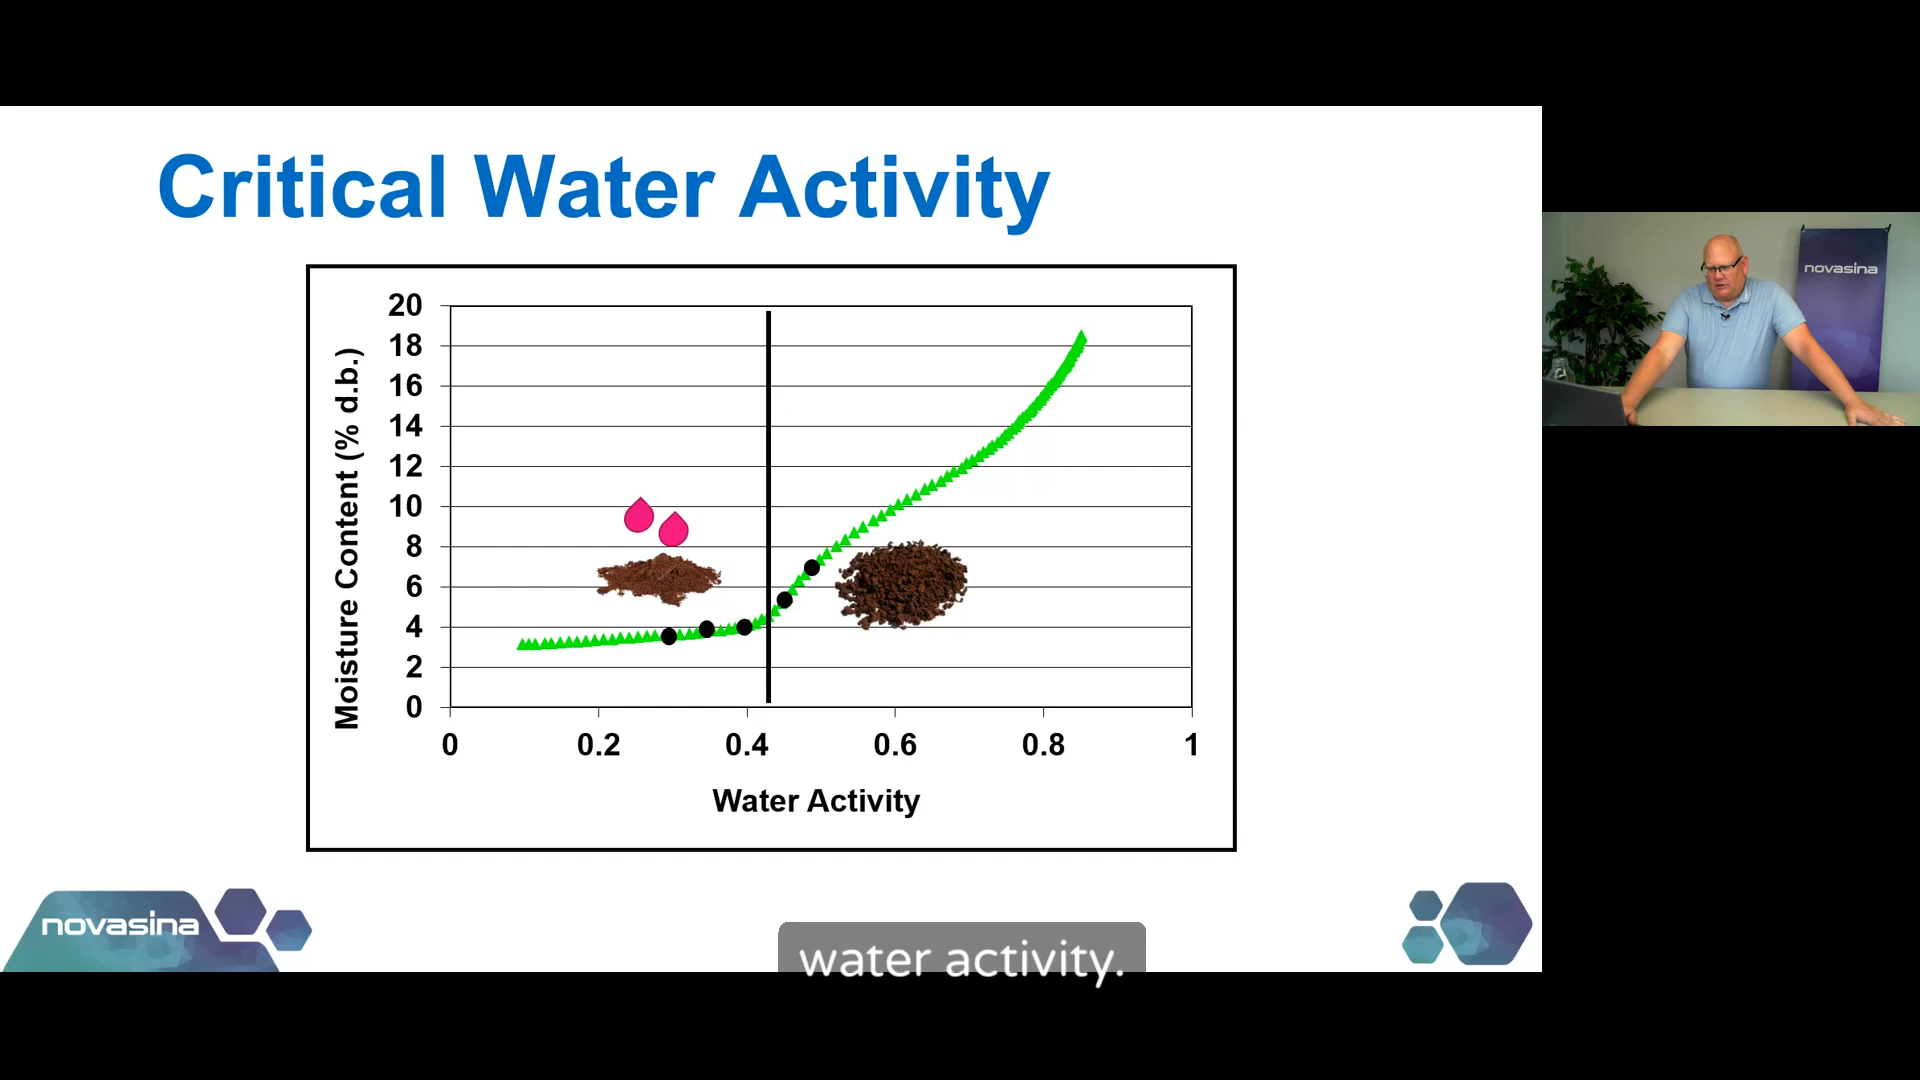 Critical Water Activity
20
18
16
14
12
10
8
6
4
2
0
Moisture Content (% d.b.)
0 0.2 0.4 0.6 0.8 1
Water Activity
novasina
water activity.
novasina